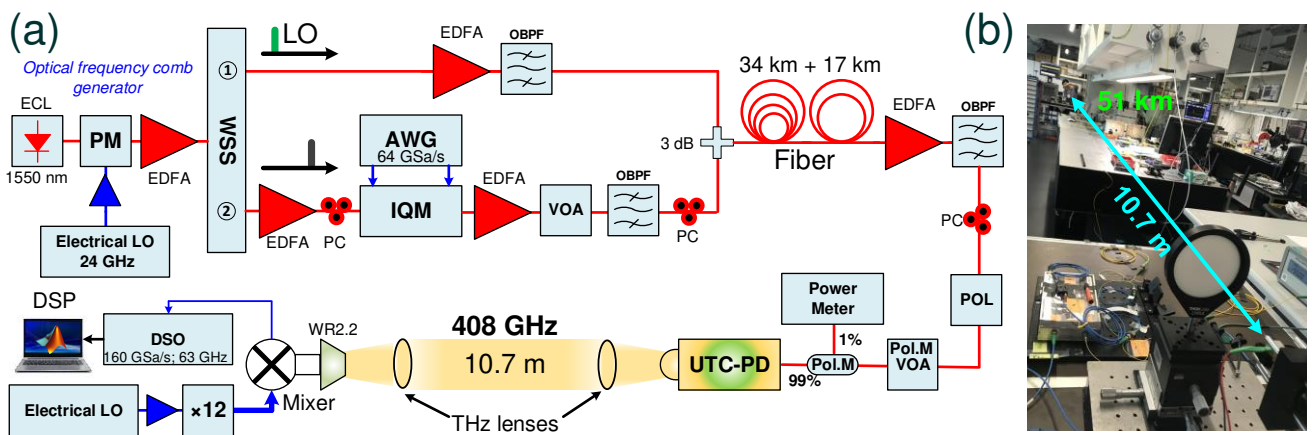 (a)
LO
Optical frequency comb
generator
ECL
1550 nm
PM
EDFA
Electrical LO
24 GHz
WSS
①
②
EDFA
OBPF
EDFA
PC
AWG
64 GSa/s
IQM
EDFA
VOA
OBPF
PC
3 dB
34 km + 17 km
Fiber
EDFA
OBPF
PC
POL
Pol.M
VOA
Power
Meter
1%
Pol.M
99%
UTC-PD
408 GHz
10.7 m
THz lenses
WR2.2
Mixer
DSP
DSO
160 GSa/s; 63 GHz
Electrical LO
×12
(b)
51 km
10.7 m